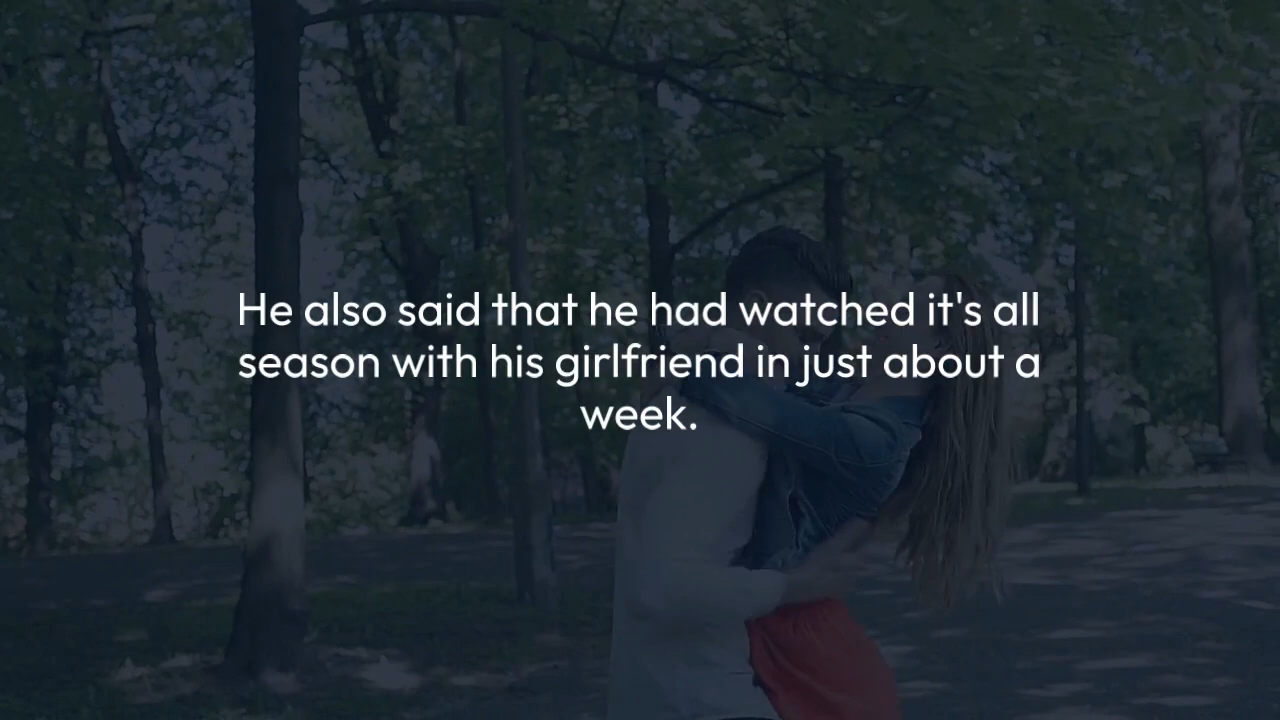 He also said that he had watched it's all
season with his girlfriend in just about a
week.